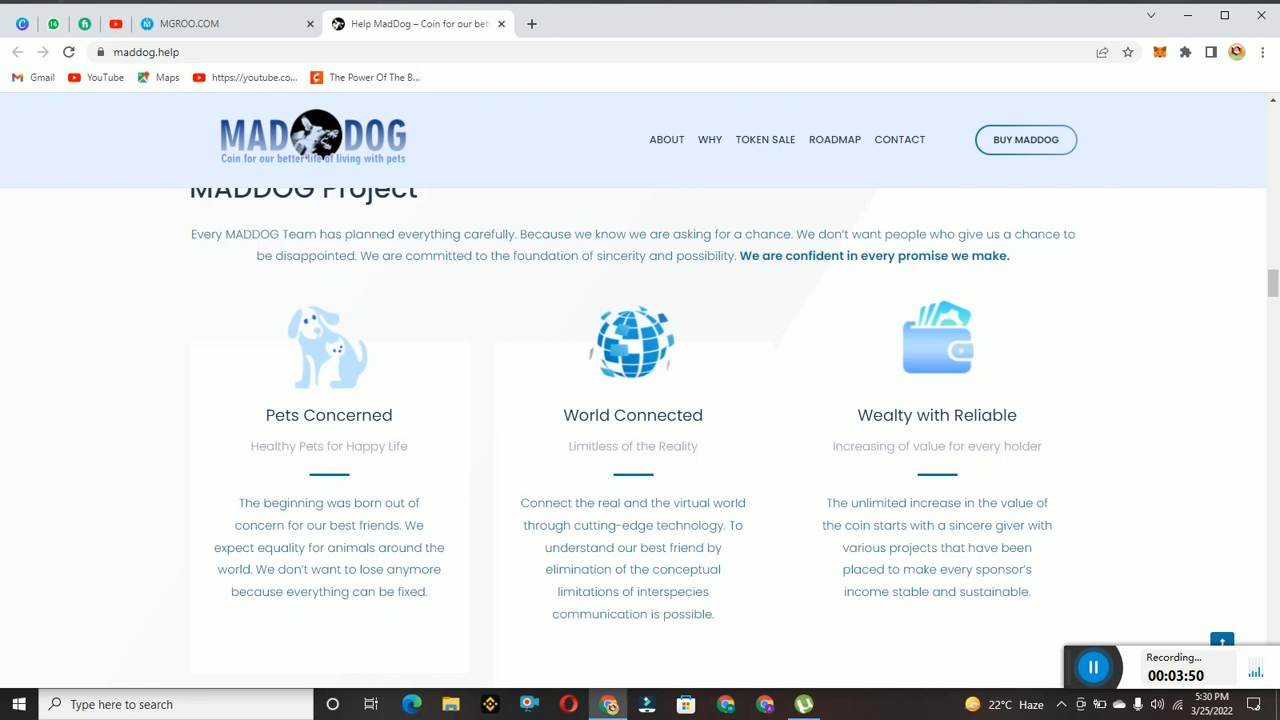 MGROO.COM
Help MadDog – Coin for our bett
maddog.help
Gmail
YouTube
Maps
https://youtube.co...
The Power Of The B...
MAD DOG
Coin for our better life of living with pets
ABOUT
WHY
TOKEN SALE
ROADMAP
CONTACT
BUY MADDOG
MADDOG Project
Every MADDOG Team has planned everything carefully. Because we know we are asking for a chance. We don't want people who give us a chance to
be disappointed. We are committed to the foundation of sincerity and possibility. We are confident in every promise we make.
Pets Concerned
Healthy Pets for Happy Life
The beginning was born out of
concern for our best friends. We
expect equality for animals around the
world. We don't want to lose anymore
because everything can be fixed.
World Connected
Limitless of the Reality
Connect the real and the virtual world
through cutting-edge technology. To
understand our best friend by
elimination of the conceptual
limitations of interspecies
communication is possible.
Wealty with Reliable
Increasing of value for every holder
The unlimited increase in the value of
the coin starts with a sincere giver with
various projects that have been
placed to make every sponsor's
income stable and sustainable.
Recording...
00:03:50
Type here to search
22°C Haze
5:30 PM
3/25/2022